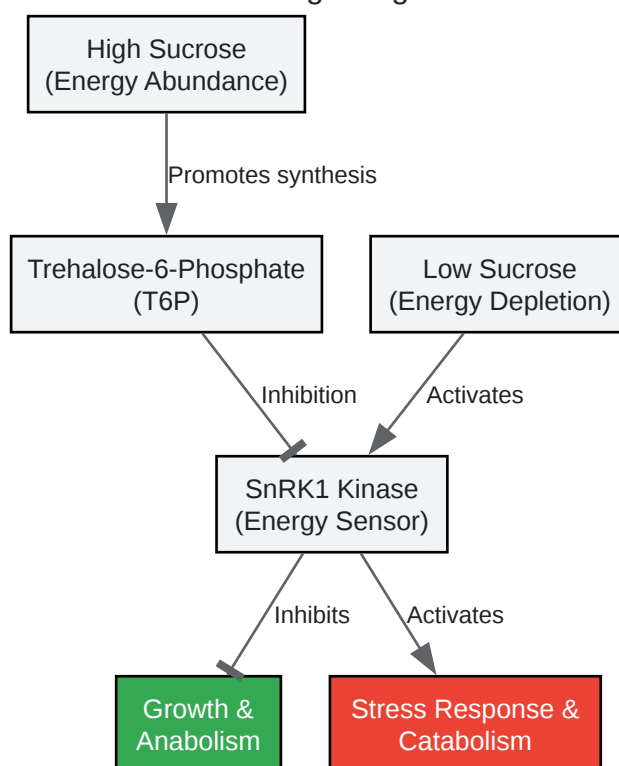 High Sucrose
(Energy Abundance)
Promotes synthesis
Trehalose-6-Phosphate
(T6P)
Low Sucrose
(Energy Depletion)
Inhibition
Activates
SnRK1 Kinase
(Energy Sensor)
Inhibits
Activates
Growth &
Anabolism
Stress Response &
Catabolism